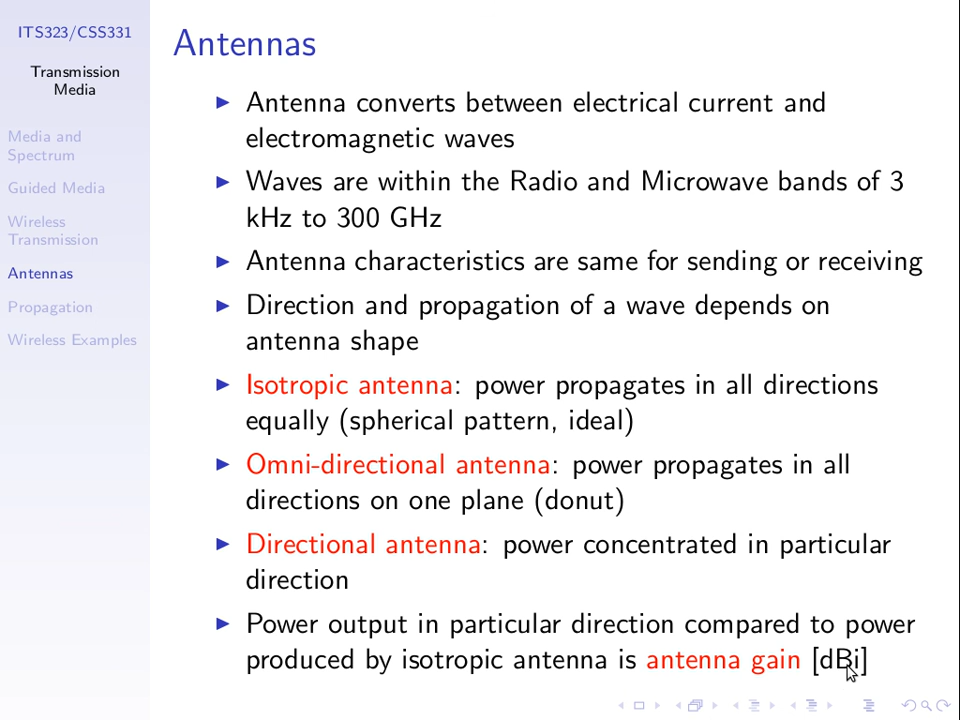 ITS323/CSS331
Transmission
Media
Media and
Spectrum
Guided Media
Wireless
Transmission
Antennas
Propagation
Wireless Examples
Antennas
Antenna converts between electrical current and
electromagnetic waves
Waves are within the Radio and Microwave bands of 3
kHz to 300 GHz
Antenna characteristics are same for sending or receiving
Direction and propagation of a wave depends on
antenna shape
Isotropic antenna: power propagates in all directions
equally (spherical pattern, ideal)
Omni-directional antenna: power propagates in all
directions on one plane (donut)
Directional antenna: power concentrated in particular
direction
Power output in particular direction compared to power
produced by isotropic antenna is antenna gain [dBi]